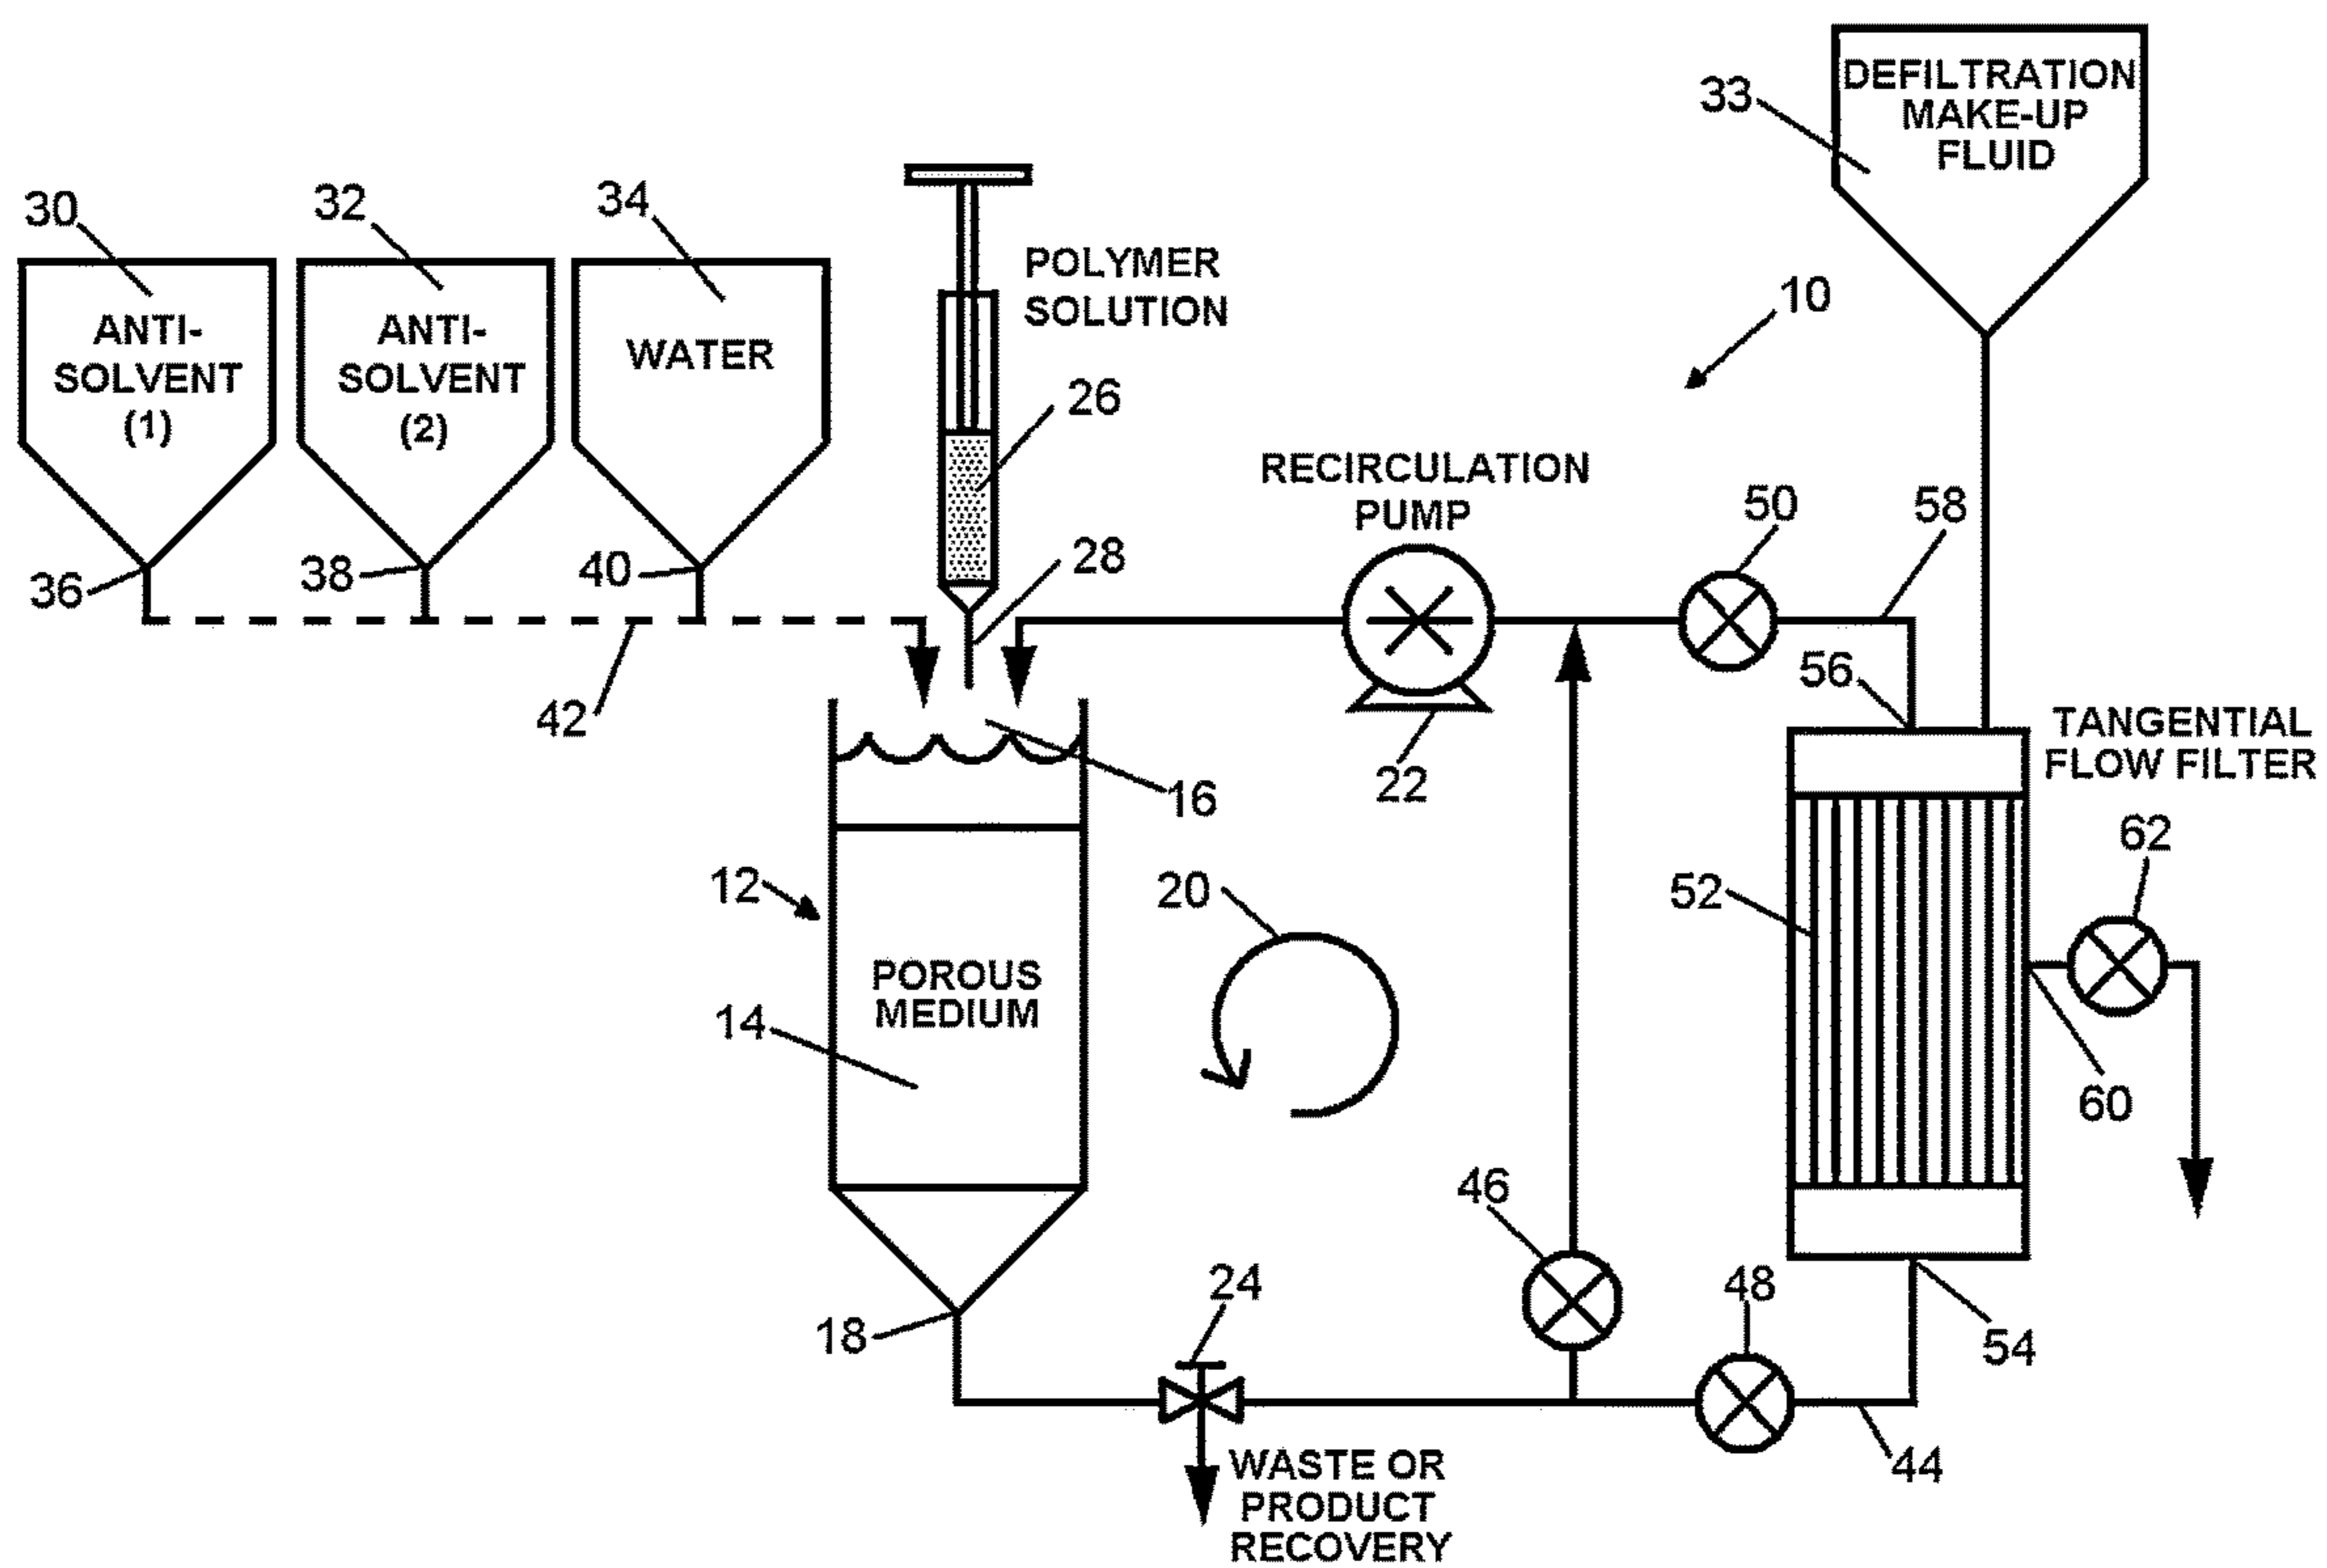 33
DEFILTRATION
MAKE-UP
FLUID
30
32
34
ANTI-
SOLVENT
(1)
ANTI-
SOLVENT
(2)
WATER
POLYMER
SOLUTION
26
10
RECIRCULATION
PUMP
50
58
36
38
40
28
42
56
22
16
TANGENTIAL
FLOW FILTER
62
12
20
52
POROUS
MEDIUM
14
60
46
24
48
18
54
44
WASTE OR
PRODUCT
RECOVERY